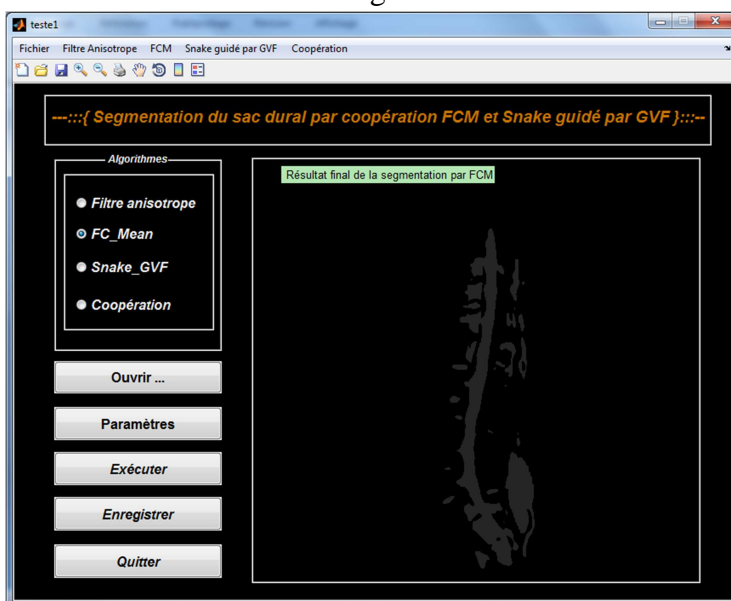 teste1
Fichier Filtre Anisotrope FCM Snake guidé par GVF Coopération
---:::{ Segmentation du sac dural par coopération FCM et Snake guidé par GVF }:::--
Algorithmes
Filtre anisotrope
FC_Mean
Snake_GVF
Coopération
Résultat final de la segmentation par FCM
Ouvrir ...
Paramètres
Exécuter
Enregistrer
Quitter